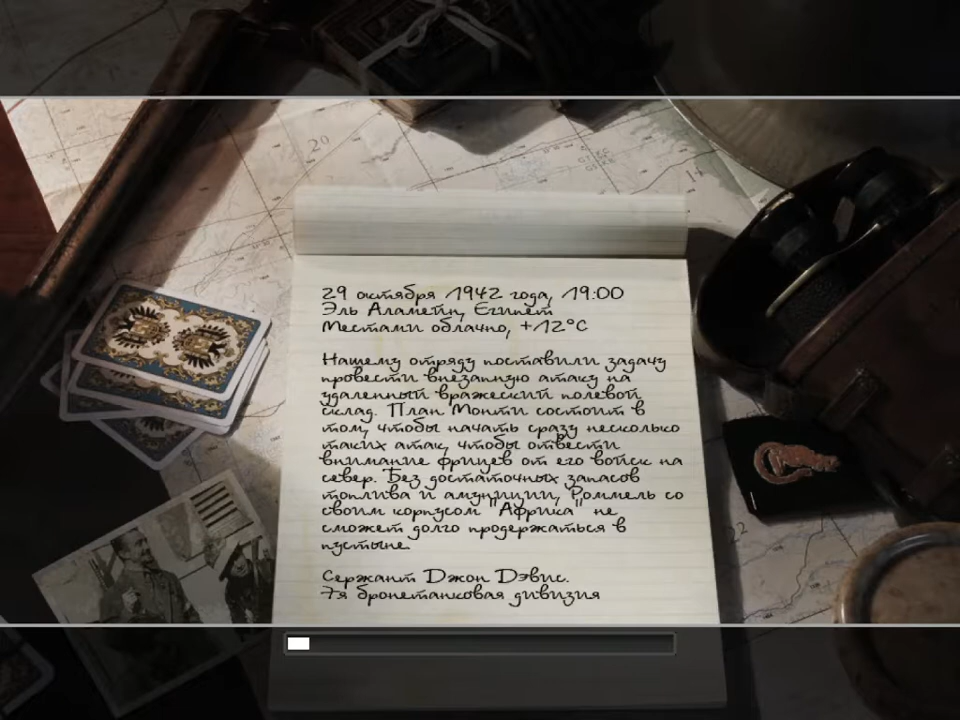 29 октября 1942 года, 19:00
Эль Аламейн, Египет
Местами облачно, +12°C
Нашему отряду поставили задачу
провести внезапную атаку на
удаленный вражеский полевой
склад. План Монти состоит в
том, чтобы начать сразу несколько
таких атак, чтобы отвести
внимание фрицев от его войск на
север. Без достаточных запасов
топлива и амуниции, Роммель со
своим корпусом "Африка" не
сможет долго продержаться в
пустыне.
Сержант Джон Дэвис.
7я бронетанковая дивизия